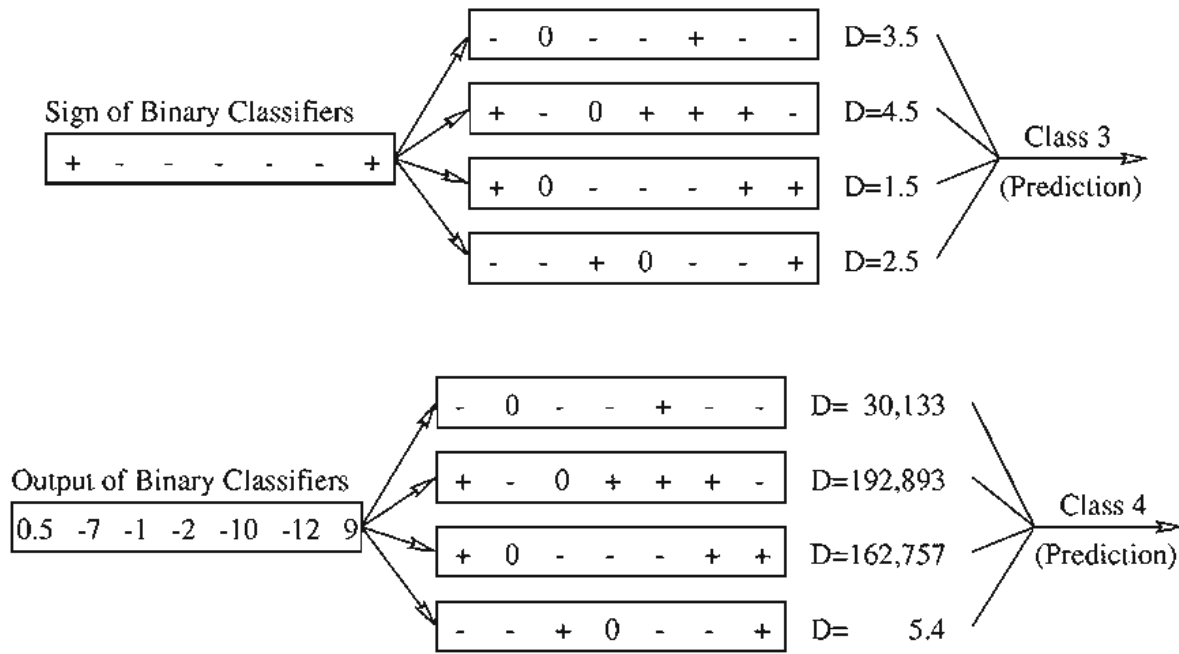 - 0 - - + - - D=3.5
Sign of Binary Classifiers
+ - 0 + + + - D=4.5
+ - - - - - + Class 3
+ 0 - - - + + D=1.5 (Prediction)
- - + 0 - - + D=2.5
- 0 - - + - - D= 30,133
Output of Binary Classifiers
+ - 0 + + + - D=192,893
0.5 -7 -1 -2 -10 -12 9 Class 4
+ 0 - - - + + D=162,757 (Prediction)
- - + 0 - - + D= 5.4